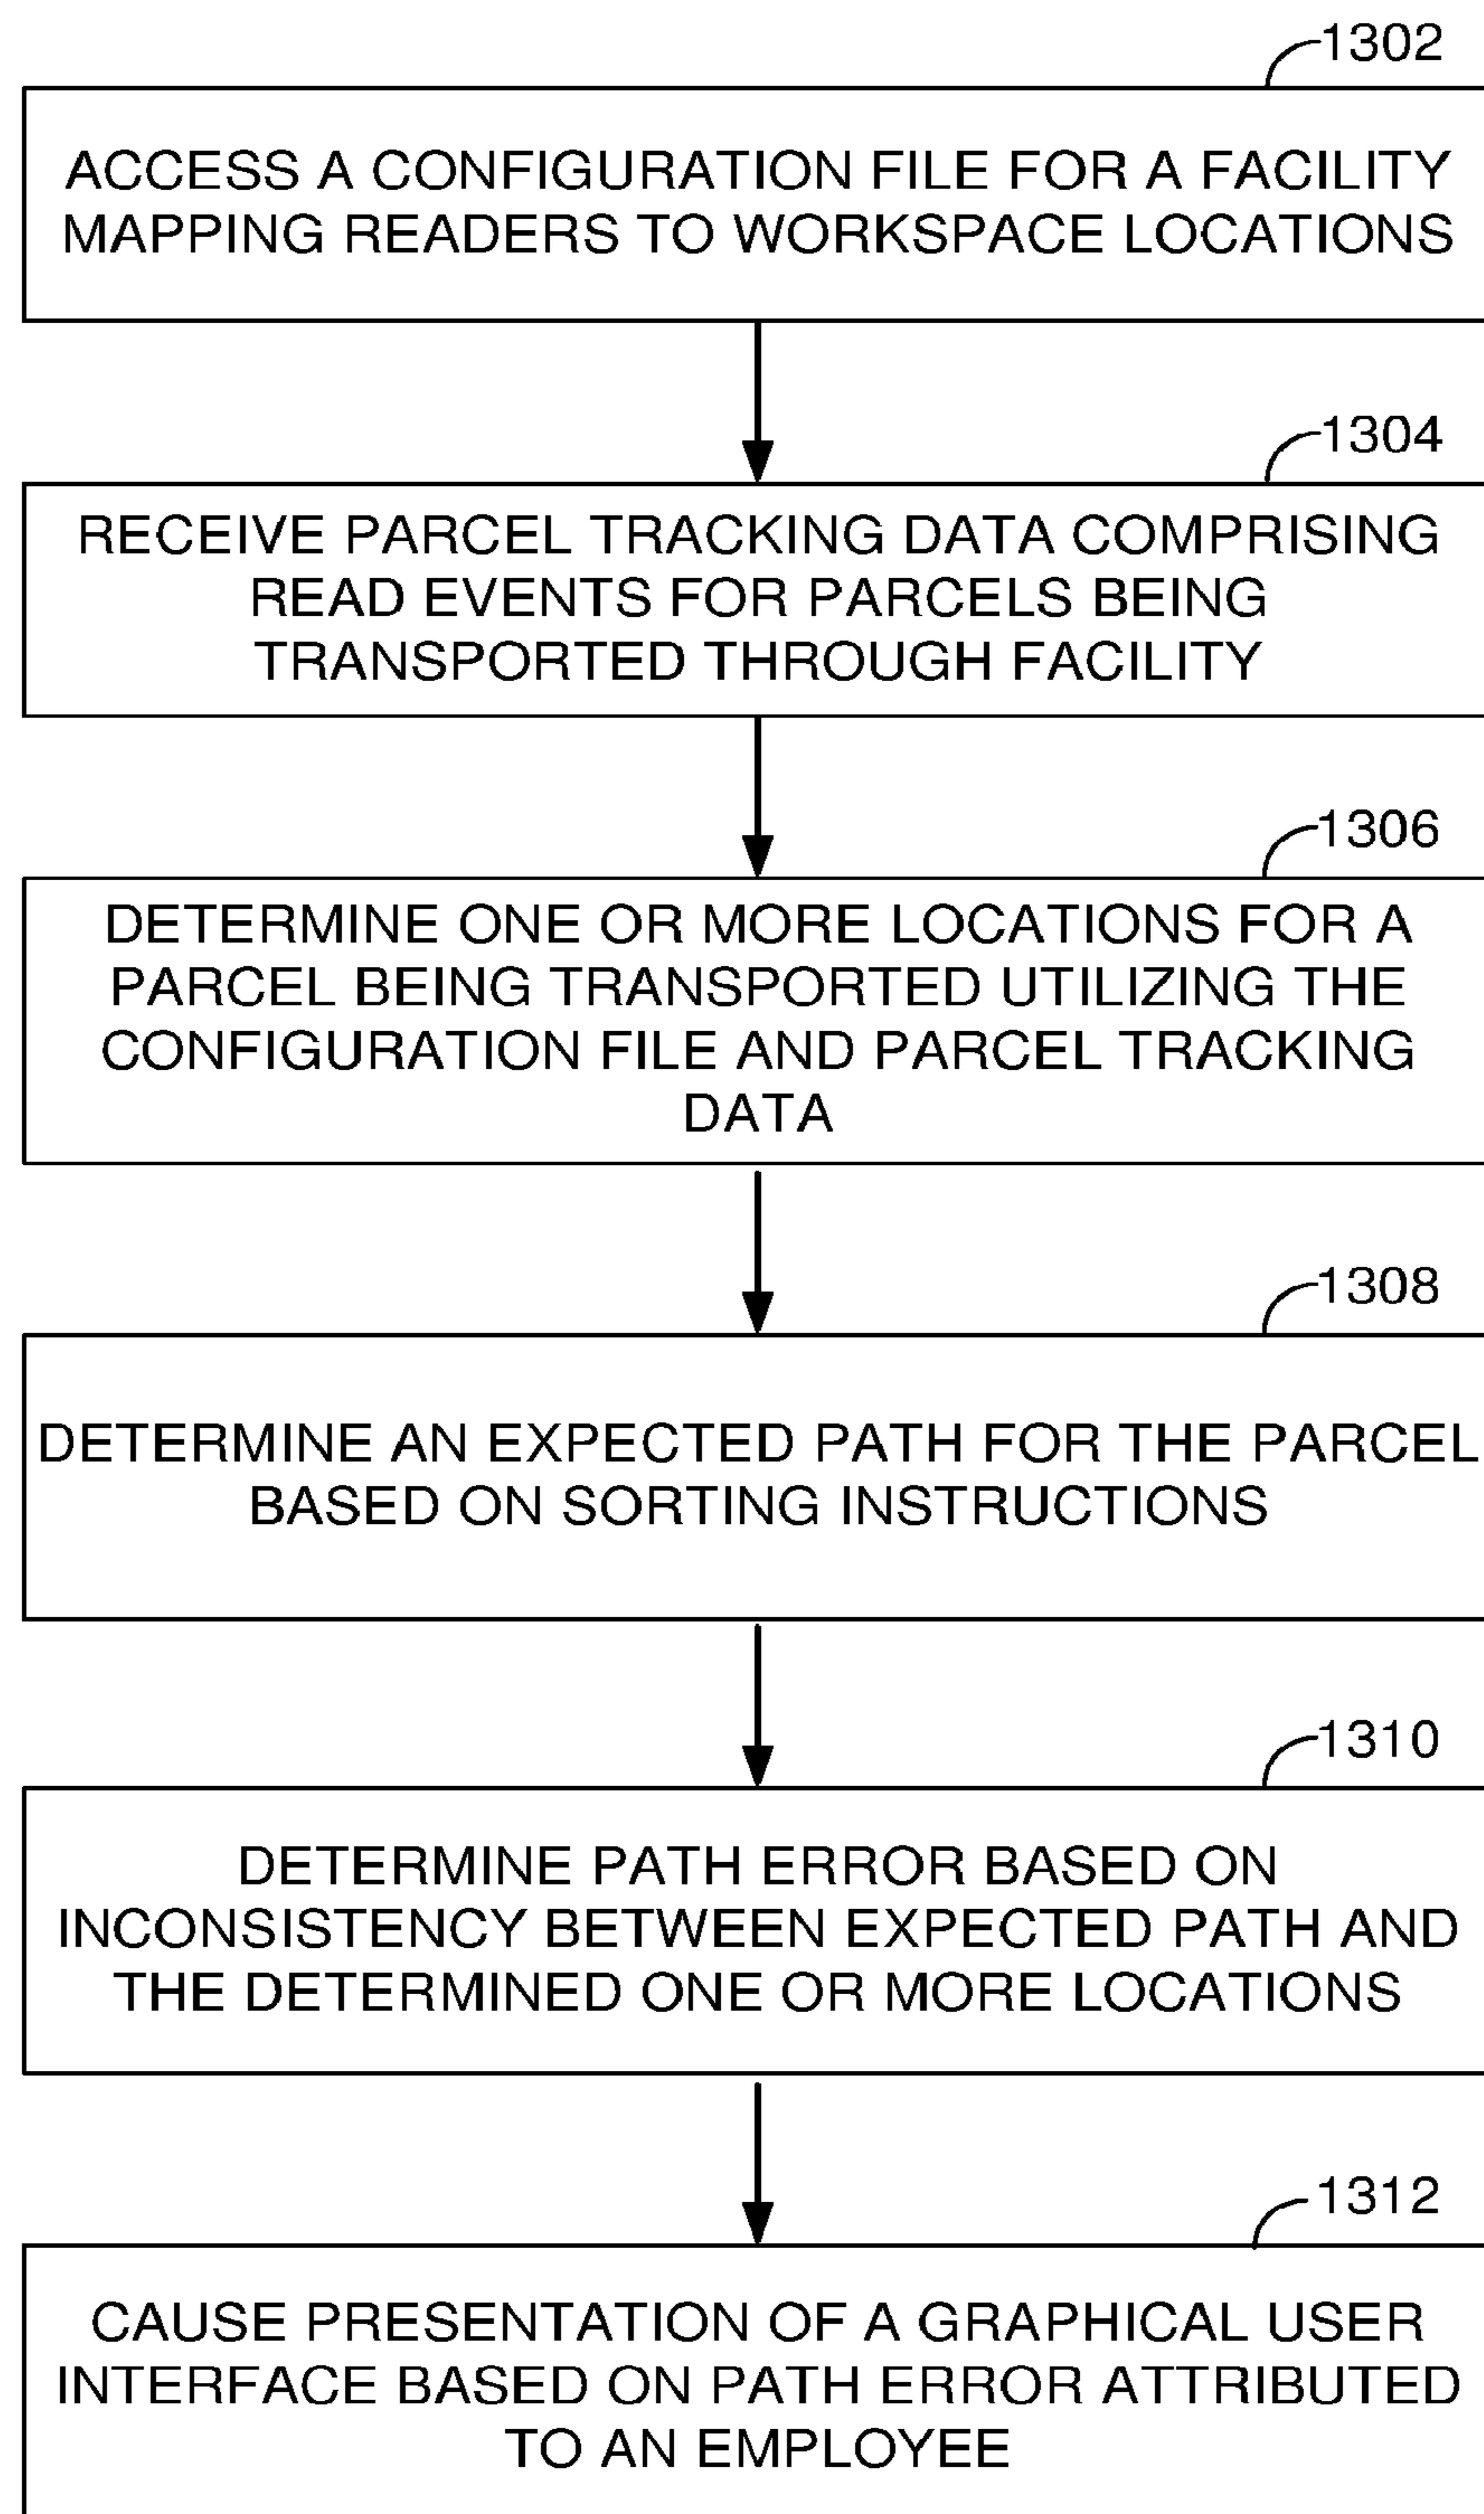 1302
ACCESS A CONFIGURATION FILE FOR A FACILITY
MAPPING READERS TO WORKSPACE LOCATIONS
1304
RECEIVE PARCEL TRACKING DATA COMPRISING
READ EVENTS FOR PARCELS BEING
TRANSPORTED THROUGH FACILITY
1306
DETERMINE ONE OR MORE LOCATIONS FOR A
PARCEL BEING TRANSPORTED UTILIZING THE
CONFIGURATION FILE AND PARCEL TRACKING
DATA
1308
DETERMINE AN EXPECTED PATH FOR THE PARCEL
BASED ON SORTING INSTRUCTIONS
1310
DETERMINE PATH ERROR BASED ON
INCONSISTENCY BETWEEN EXPECTED PATH AND
THE DETERMINED ONE OR MORE LOCATIONS
1312
CAUSE PRESENTATION OF A GRAPHICAL USER
INTERFACE BASED ON PATH ERROR ATTRIBUTED
TO AN EMPLOYEE